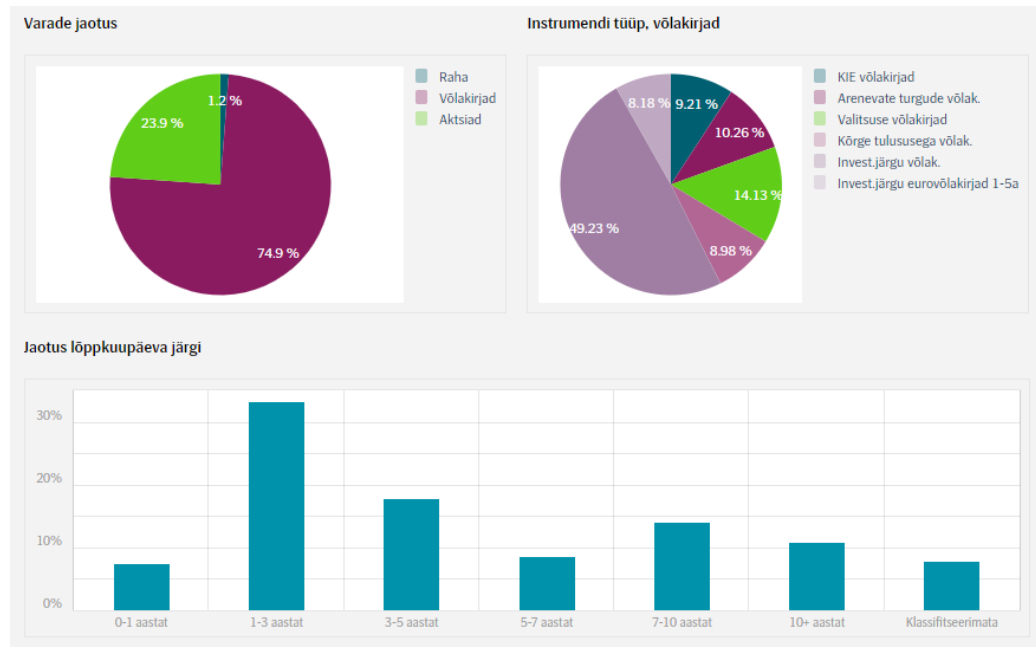 Varade jaotus
1.2 %
23.9 %
74.9 %
Raha
Võlakirjad
Aktsiad
Instrumendi tüüp, võlakirjad
8.18 %
9.21 %
10.26 %
14.13 %
49.23 %
8.98 %
KIE võlakirjad
Arenevate turgude võlak.
Valitsuse võlakirjad
Kõrge tulususega võlak.
Invest.järgu võlak.
Invest.järgu eurovõlakirjad 1-5a
Jaotus lõppkuupäeva järgi
30%
20%
10%
0%
0-1 aastat
1-3 aastat
3-5 aastat
5-7 aastat
7-10 aastat
10+ aastat
Klassifitseerimata